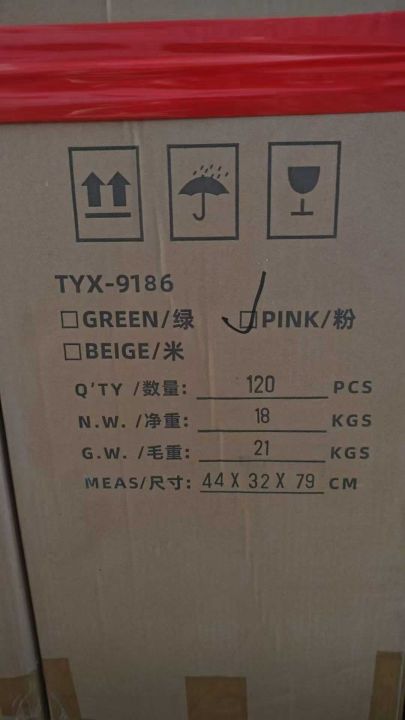 TYX-9186
□GREEN/绿 □PINK/粉
□BEIGE/米
Q'TY /数量: 120 PCS
N.W. /净重: 18 KGS
G.W. /毛重: 21 KGS
MEAS/尺寸: 44 X 32 X 79 CM